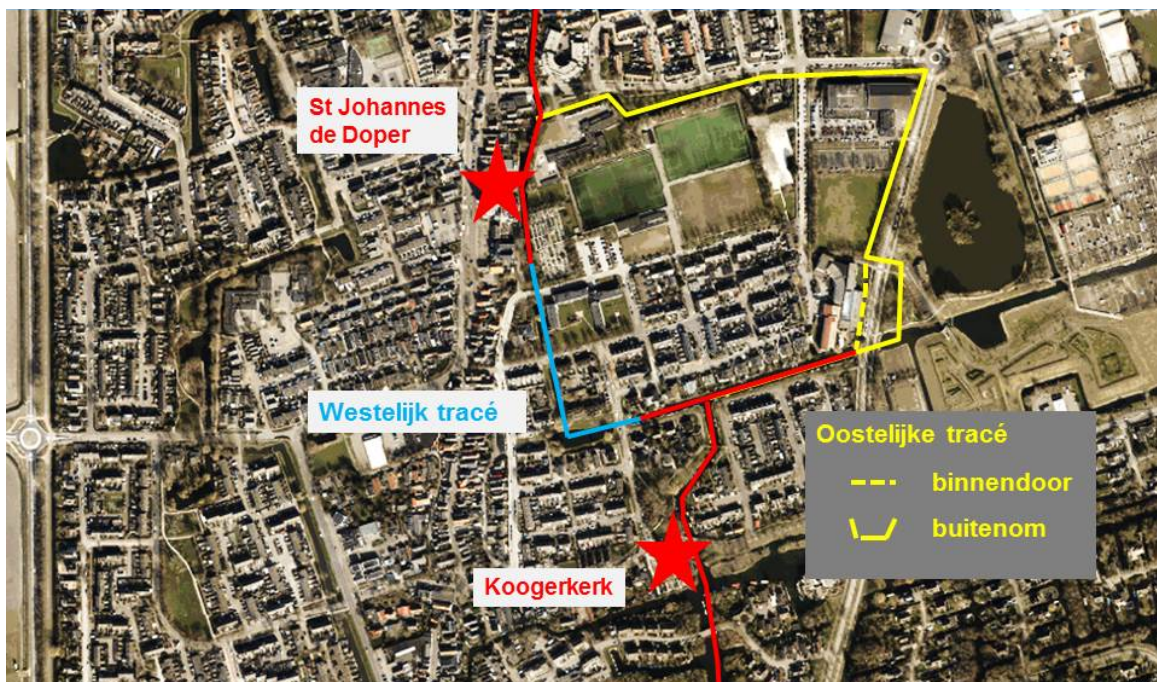 St Johannes
de Doper
Westelijk tracé
Oostelijke tracé
binnendoor
buitenom
Koogerkerk